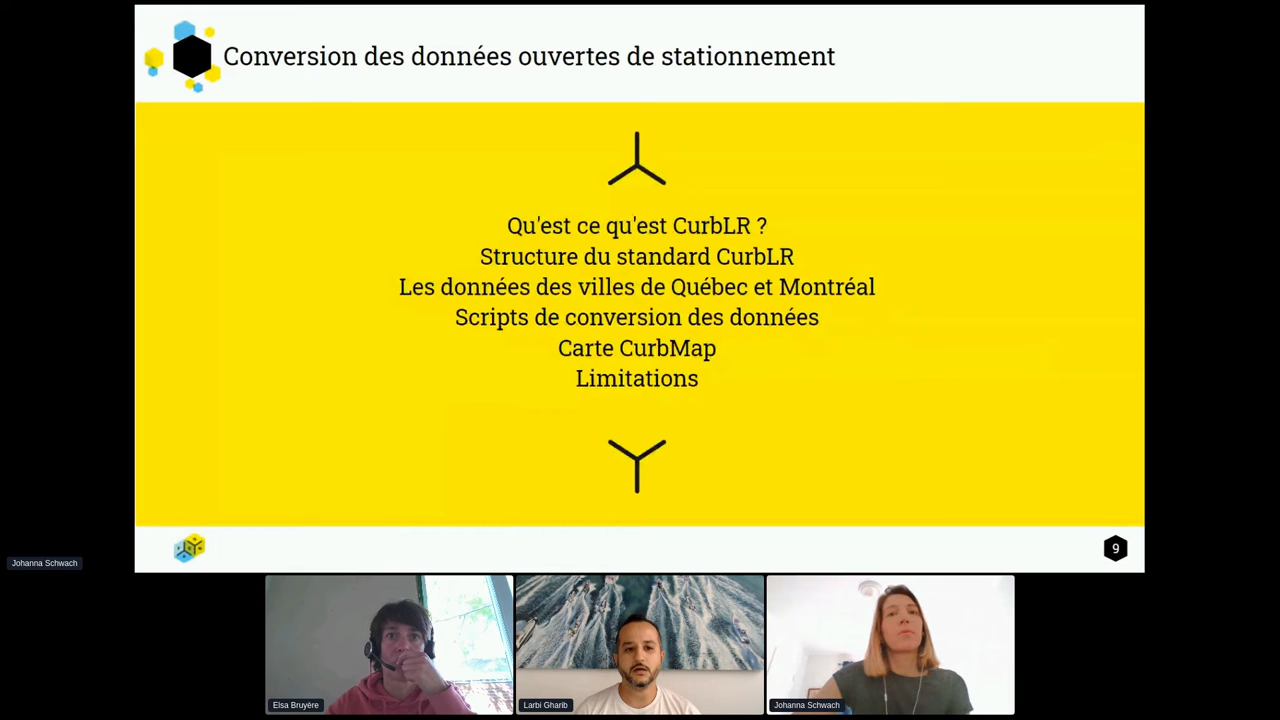 Conversion des données ouvertes de stationnement
Qu'est ce qu'est CurbLR ?
Structure du standard CurbLR
Les données des villes de Québec et Montréal
Scripts de conversion des données
Carte CurbMap
Limitations
9
Johanna Schwach
Elsa Bruyère
Larbi Gharib
Johanna Schwach